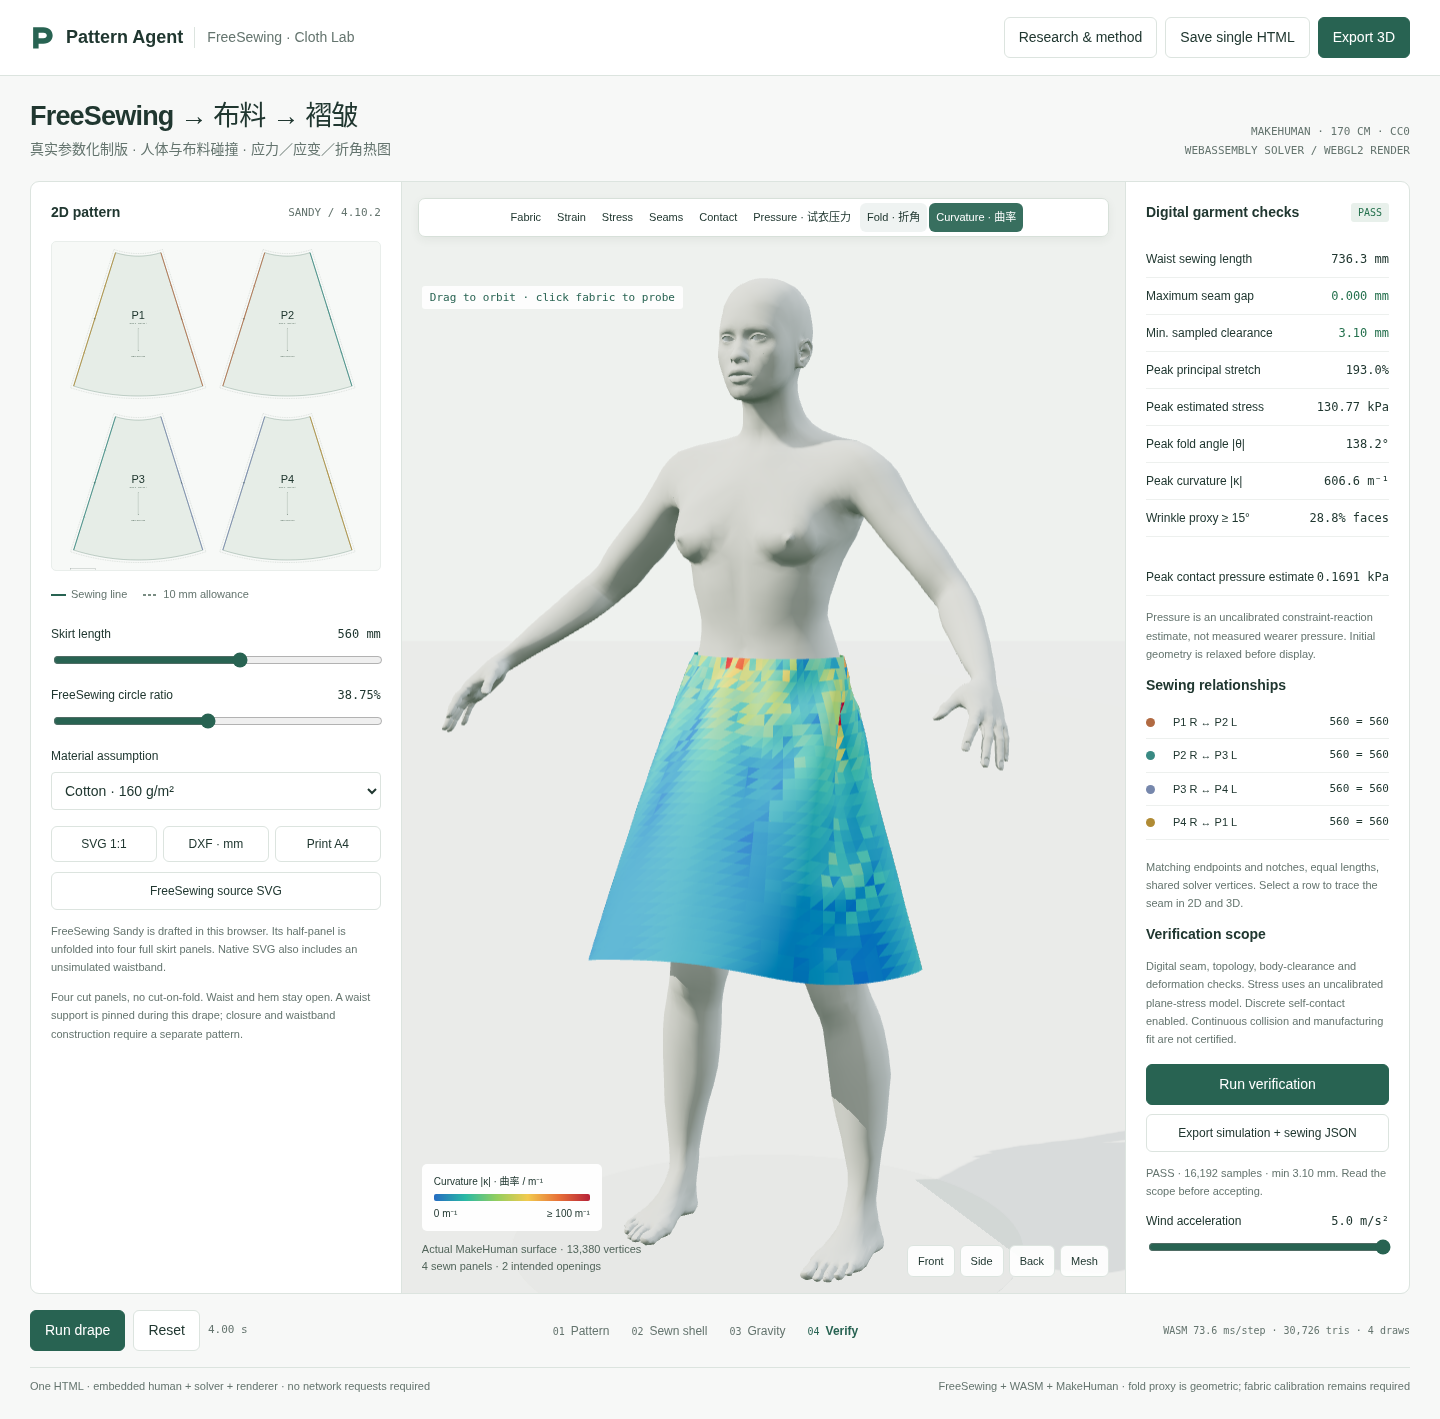 Pattern Agent
FreeSewing · Cloth Lab
Research & method
Save single HTML
Export 3D
FreeSewing → 布料 → 褶皱
真实参数化制版 · 人体与布料碰撞 · 应力／应变／折角热图
MAKEHUMAN · 170 CM · CC0
WEBASSEMBLY SOLVER / WEBGL2 RENDER
2D pattern
SANDY / 4.10.2
P1
P2
P3
P4
Sewing line
10 mm allowance
Skirt length
560 mm
FreeSewing circle ratio
38.75%
Material assumption
Cotton · 160 g/m²
SVG 1:1
DXF · mm
Print A4
FreeSewing source SVG
FreeSewing Sandy is drafted in this browser. Its half-panel is
unfolded into four full skirt panels. Native SVG also includes an
unsimulated waistband.
Four cut panels, no cut-on-fold. Waist and hem stay open. A waist
support is pinned during this drape; closure and waistband
construction require a separate pattern.
Fabric
Strain
Stress
Seams
Contact
Pressure · 试衣压力
Fold · 折角
Curvature · 曲率
Drag to orbit · click fabric to probe
Curvature |κ| · 曲率 / m⁻¹
0 m⁻¹
≥ 100 m⁻¹
Actual MakeHuman surface · 13,380 vertices
4 sewn panels · 2 intended openings
Front
Side
Back
Mesh
Digital garment checks
PASS
Waist sewing length
736.3 mm
Maximum seam gap
0.000 mm
Min. sampled clearance
3.10 mm
Peak principal stretch
193.0%
Peak estimated stress
130.77 kPa
Peak fold angle |θ|
138.2°
Peak curvature |κ|
606.6 m⁻¹
Wrinkle proxy ≥ 15°
28.8% faces
Peak contact pressure estimate
0.1691 kPa
Pressure is an uncalibrated constraint-reaction
estimate, not measured wearer pressure. Initial
geometry is relaxed before display.
Sewing relationships
P1 R ↔ P2 L
560 = 560
P2 R ↔ P3 L
560 = 560
P3 R ↔ P4 L
560 = 560
P4 R ↔ P1 L
560 = 560
Matching endpoints and notches, equal lengths,
shared solver vertices. Select a row to trace the
seam in 2D and 3D.
Verification scope
Digital seam, topology, body-clearance and
deformation checks. Stress uses an uncalibrated
plane-stress model. Discrete self-contact
enabled. Continuous collision and manufacturing
fit are not certified.
Run verification
Export simulation + sewing JSON
PASS · 16,192 samples · min 3.10 mm. Read the
scope before accepting.
Wind acceleration
5.0 m/s²
Run drape
Reset
4.00 s
01 Pattern
02 Sewn shell
03 Gravity
04 Verify
WASM 73.6 ms/step · 30,726 tris · 4 draws
One HTML · embedded human + solver + renderer · no network requests required
FreeSewing + WASM + MakeHuman · fold proxy is geometric; fabric calibration remains required